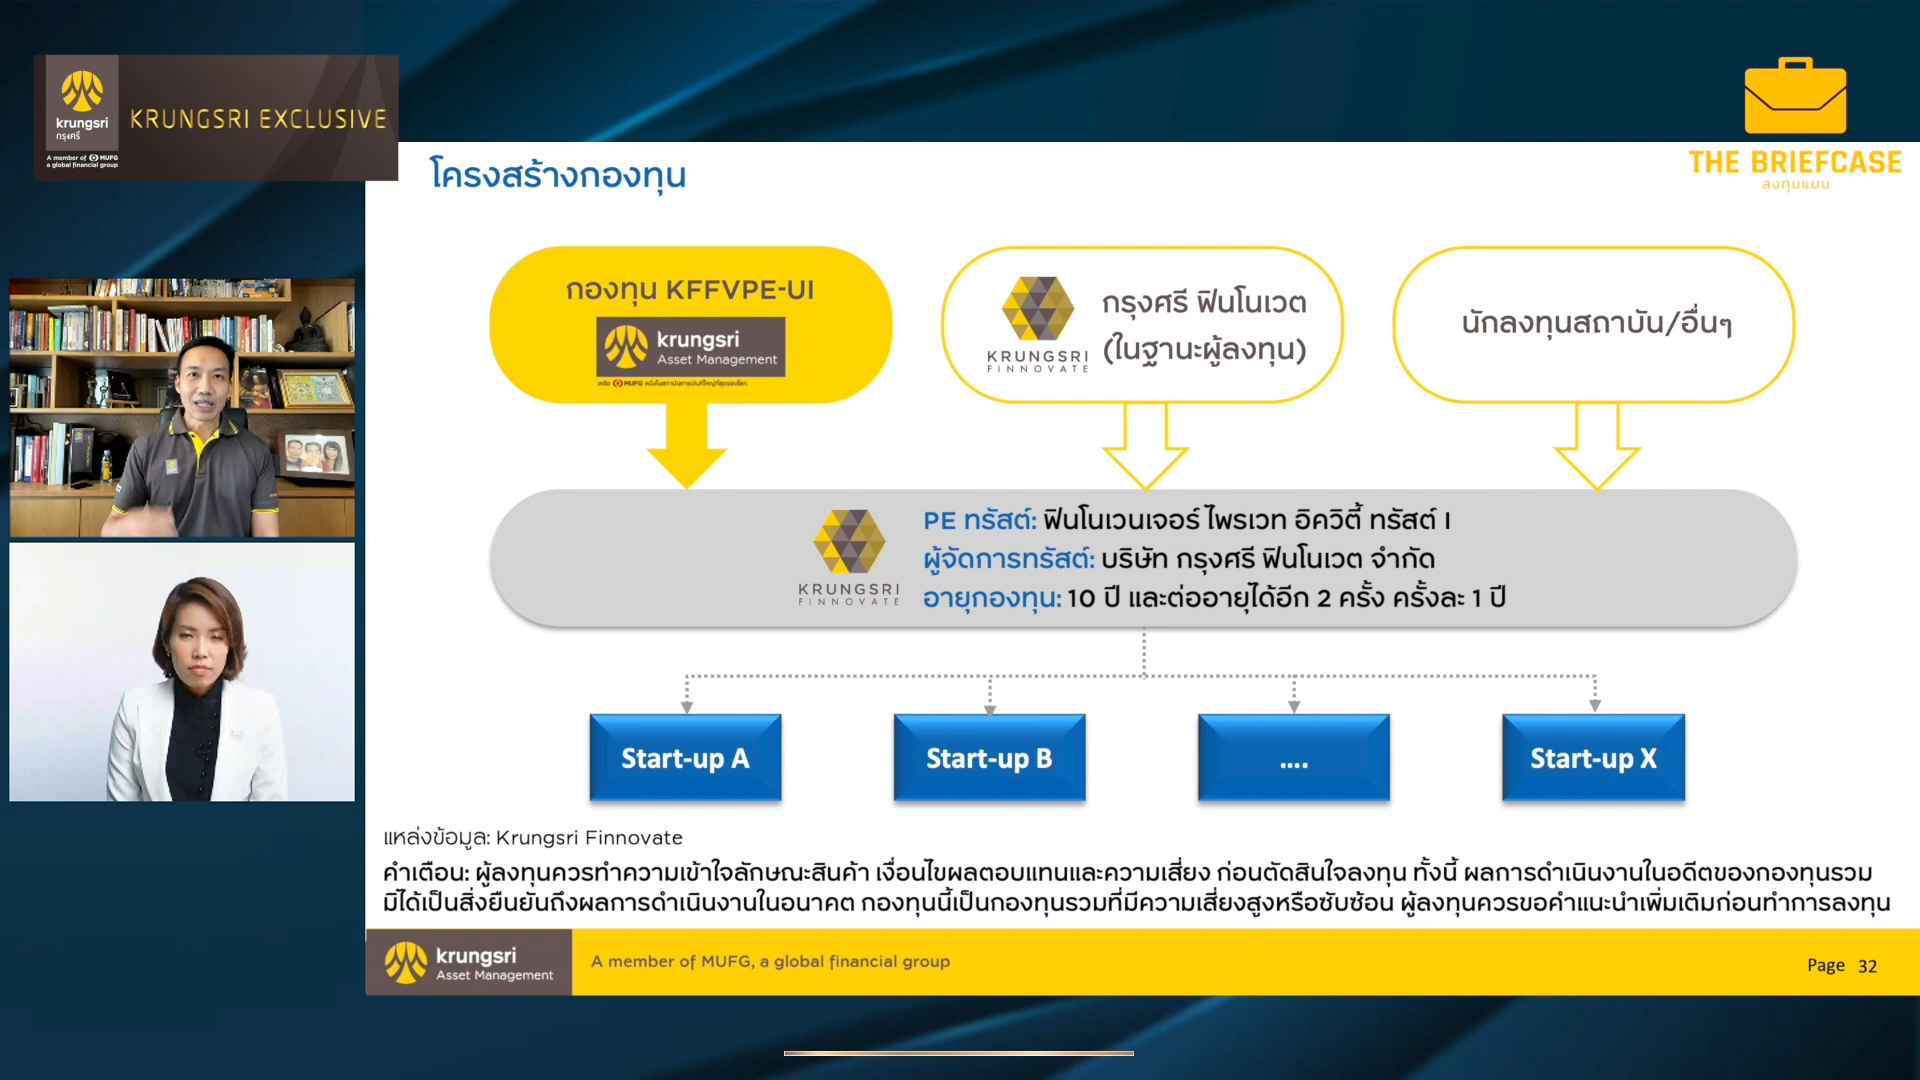 krungsri
กรุงศรี
A member of MUFG
a global financial group
KRUNGSRI EXCLUSIVE
THE BRIEFCASE
ลงทุนแมน
โครงสร้างกองทุน
กองทุน KFFVPE-UI
krungsri
Asset Management
เครือ MUFG หนึ่งในสถาบันการเงินที่ใหญ่ที่สุดของโลก
KRUNGSRI
FINNOVATE
กรุงศรี ฟินโนเวต
(ในฐานะผู้ลงทุน)
นักลงทุนสถาบัน/อื่นๆ
KRUNGSRI
FINNOVATE
PE ทรัสต์: ฟินโนเวนเจอร์ ไพรเวท อิควิตี้ ทรัสต์ I
ผู้จัดการทรัสต์: บริษัท กรุงศรี ฟินโนเวต จำกัด
อายุกองทุน: 10 ปี และต่ออายุได้อีก 2 ครั้ง ครั้งละ 1 ปี
Start-up A
Start-up B
....
Start-up X
แหล่งข้อมูล: Krungsri Finnovate
คำเตือน: ผู้ลงทุนควรทำความเข้าใจลักษณะสินค้า เงื่อนไขผลตอบแทนและความเสี่ยง ก่อนตัดสินใจลงทุน ทั้งนี้ ผลการดำเนินงานในอดีตของกองทุนรวม
มิได้เป็นสิ่งยืนยันถึงผลการดำเนินงานในอนาคต กองทุนนี้เป็นกองทุนรวมที่มีความเสี่ยงสูงหรือซับซ้อน ผู้ลงทุนควรขอคำแนะนำเพิ่มเติมก่อนทำการลงทุน
krungsri
Asset Management
A member of MUFG, a global financial group
Page 32